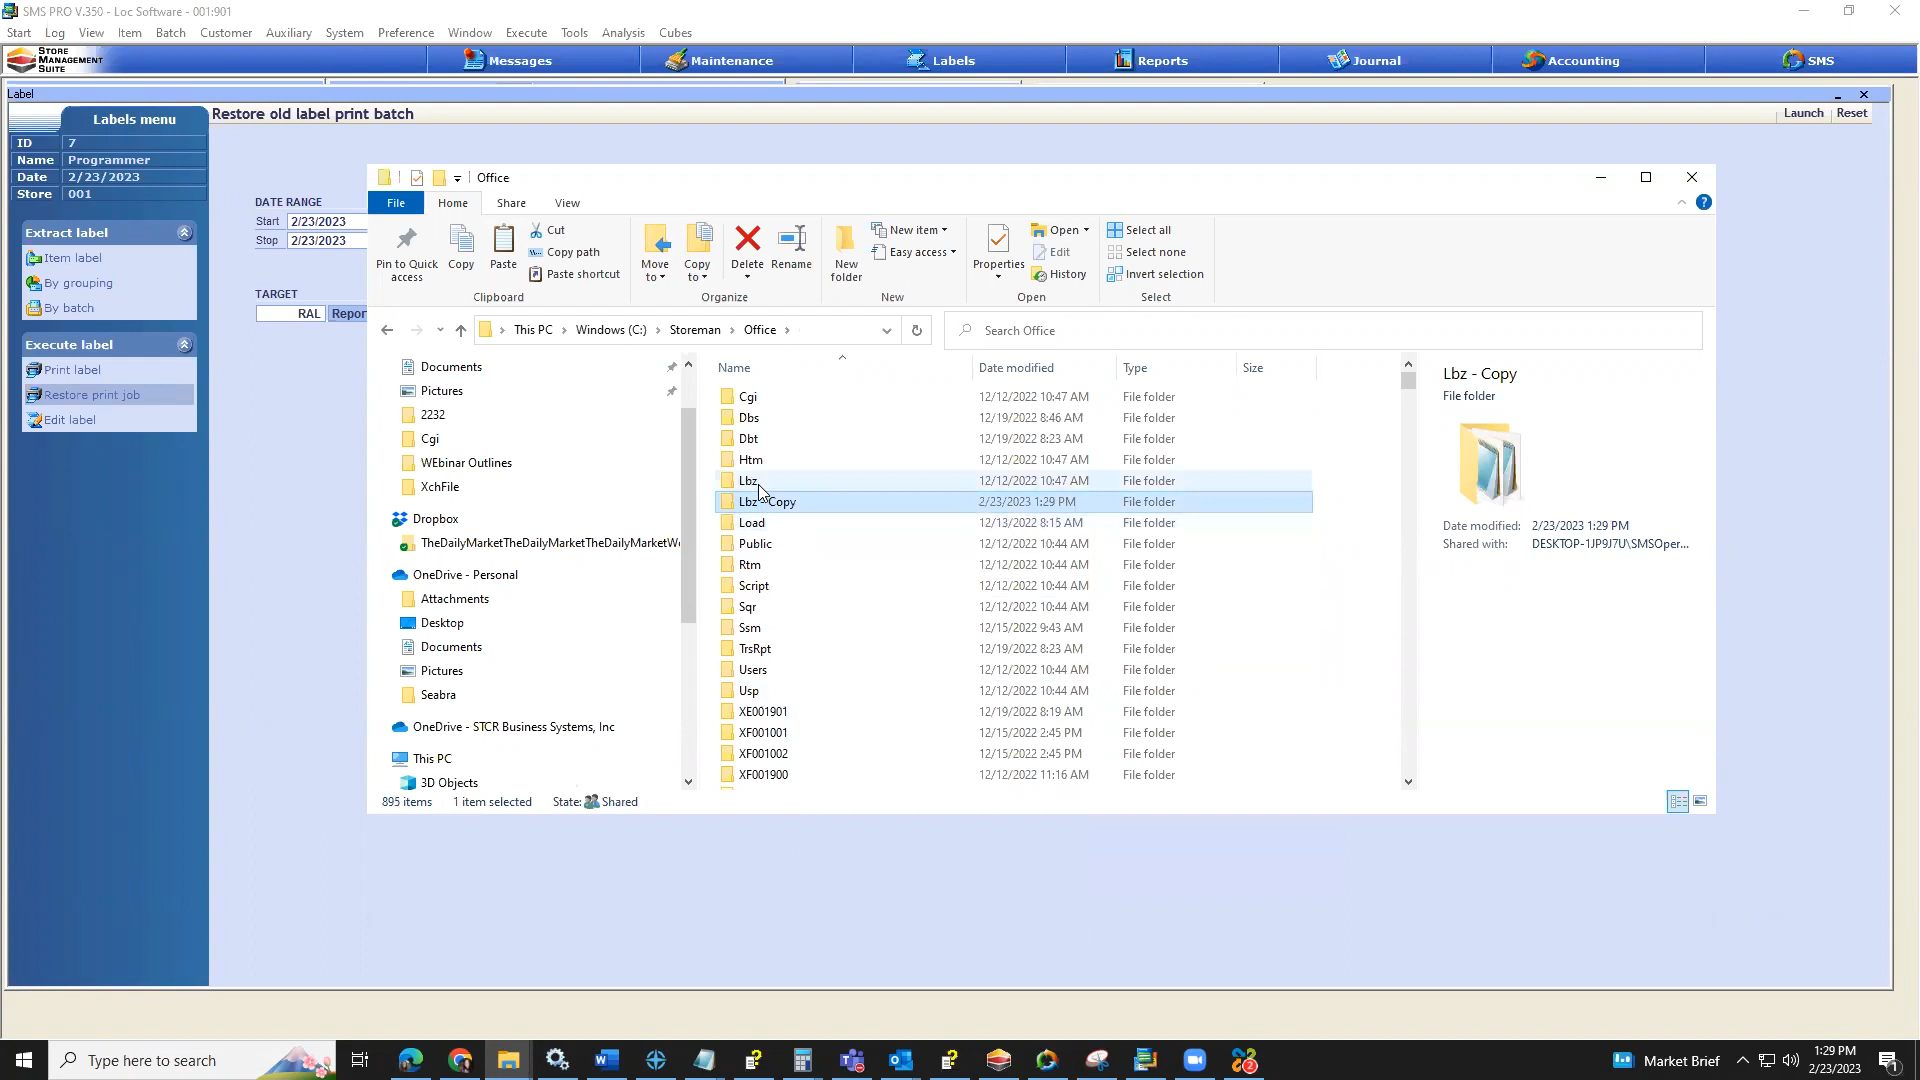 SMS PRO V.350 - Loc Software - 001:901
Start Log View Item Batch Customer Auxiliary System Preference Window Execute Tools Analysis Cubes
STORE MANAGEMENT SUITE
Messages Maintenance Labels Reports Journal Accounting SMS
Label
Labels menu
Restore old label print batch
Launch Reset
ID 7
Name Programmer
Date 2/23/2023
Store 001
Extract label
Item label
By grouping
By batch
Execute label
Print label
Restore print job
Edit label
DATE RANGE
Start 2/23/2023
Stop 2/23/2023
TARGET
RAL Repor
Office
File Home Share View
Pin to Quick access
Copy
Paste
Cut
Copy path
Paste shortcut
Clipboard
Move to
Copy to
Delete
Rename
Organize
New folder
New item
Easy access
New
Properties
Open
Edit
History
Open
Select all
Select none
Invert selection
Select
This PC > Windows (C:) > Storeman > Office >
Search Office
Documents
Pictures
2232
Cgi
WEbinar Outlines
XchFile
Dropbox
TheDailyMarketTheDailyMarketTheDailyMarketWe
OneDrive - Personal
Attachments
Desktop
Documents
Pictures
Seabra
OneDrive - STCR Business Systems, Inc
This PC
3D Objects
Name Date modified Type Size
Cgi 12/12/2022 10:47 AM File folder
Dbs 12/19/2022 8:46 AM File folder
Dbt 12/19/2022 8:23 AM File folder
Htm 12/12/2022 10:47 AM File folder
Lbz 12/12/2022 10:47 AM File folder
Lbz - Copy 2/23/2023 1:29 PM File folder
Load 12/13/2022 8:15 AM File folder
Public 12/12/2022 10:44 AM File folder
Rtm 12/12/2022 10:44 AM File folder
Script 12/12/2022 10:44 AM File folder
Sqr 12/12/2022 10:44 AM File folder
Ssm 12/15/2022 9:43 AM File folder
TrsRpt 12/19/2022 8:23 AM File folder
Users 12/12/2022 10:44 AM File folder
Usp 12/12/2022 10:44 AM File folder
XE001901 12/19/2022 8:19 AM File folder
XF001001 12/15/2022 2:45 PM File folder
XF001002 12/15/2022 2:45 PM File folder
XF001900 12/12/2022 11:16 AM File folder
Lbz - Copy
File folder
Date modified: 2/23/2023 1:29 PM
Shared with: DESKTOP-1JP9J7U\SMSOper...
895 items 1 item selected State: Shared
Type here to search
Market Brief
1:29 PM
2/23/2023